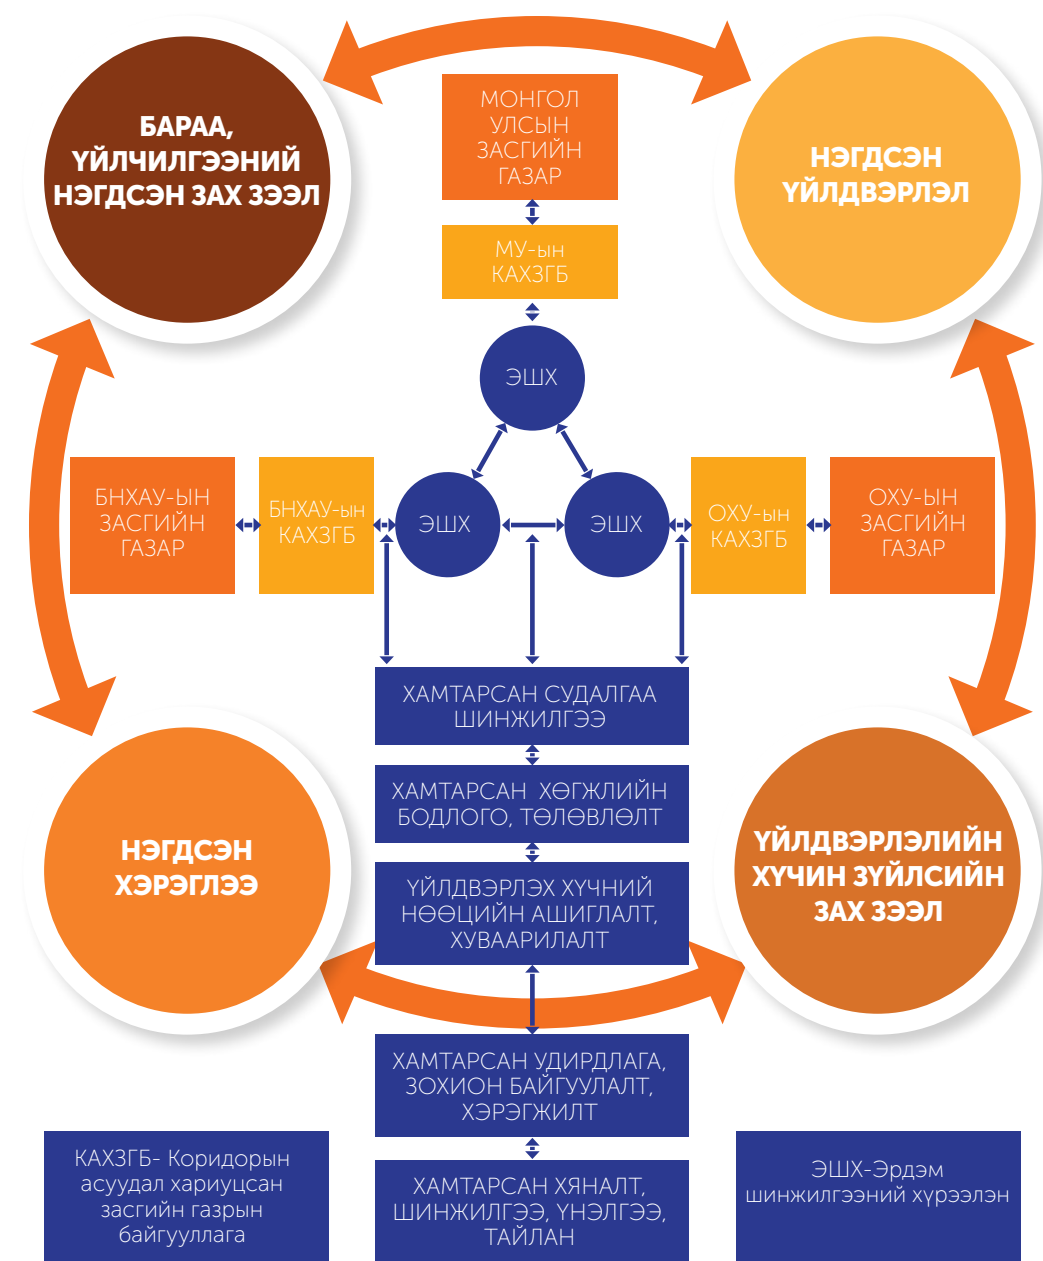 БАРАА,
ҮЙЛЧИЛГЭЭНИЙ
НЭГДСЭН ЗАХ ЗЭЭЛ
МОНГОЛ
УЛСЫН
ЗАСГИЙН
ГАЗАР
НЭГДСЭН
ҮЙЛДВЭРЛЭЛ
МУ-ын
КАХЗГБ
ЭШХ
БНХАУ-ЫН
ЗАСГИЙН
ГАЗАР
БНХАУ-ын
КАХЗГБ
ЭШХ
ЭШХ
ОХУ-ын
КАХЗГБ
ОХУ-ЫН
ЗАСГИЙН
ГАЗАР
ХАМТАРСАН СУДАЛГАА
ШИНЖИЛГЭЭ
ХАМТАРСАН ХӨГЖЛИЙН
БОДЛОГО, ТӨЛӨВЛӨЛТ
НЭГДСЭН
ХЭРЭГЛЭЭ
ҮЙЛДВЭРЛЭХ ХҮЧНИЙ
НӨӨЦИЙН АШИГЛАЛТ,
ХУВААРИЛАЛТ
ҮЙЛДВЭРЛЭЛИЙН
ХҮЧИН ЗҮЙЛСИЙН
ЗАХ ЗЭЭЛ
ХАМТАРСАН УДИРДЛАГА,
ЗОХИОН БАЙГУУЛАЛТ,
ХЭРЭГЖИЛТ
КАХЗГБ- Коридорын
асуудал хариуцсан
засгийн газрын
байгууллага
ХАМТАРСАН ХЯНАЛТ,
ШИНЖИЛГЭЭ, ҮНЭЛГЭЭ,
ТАЙЛАН
ЭШХ-Эрдэм
шинжилгээний хүрээлэн